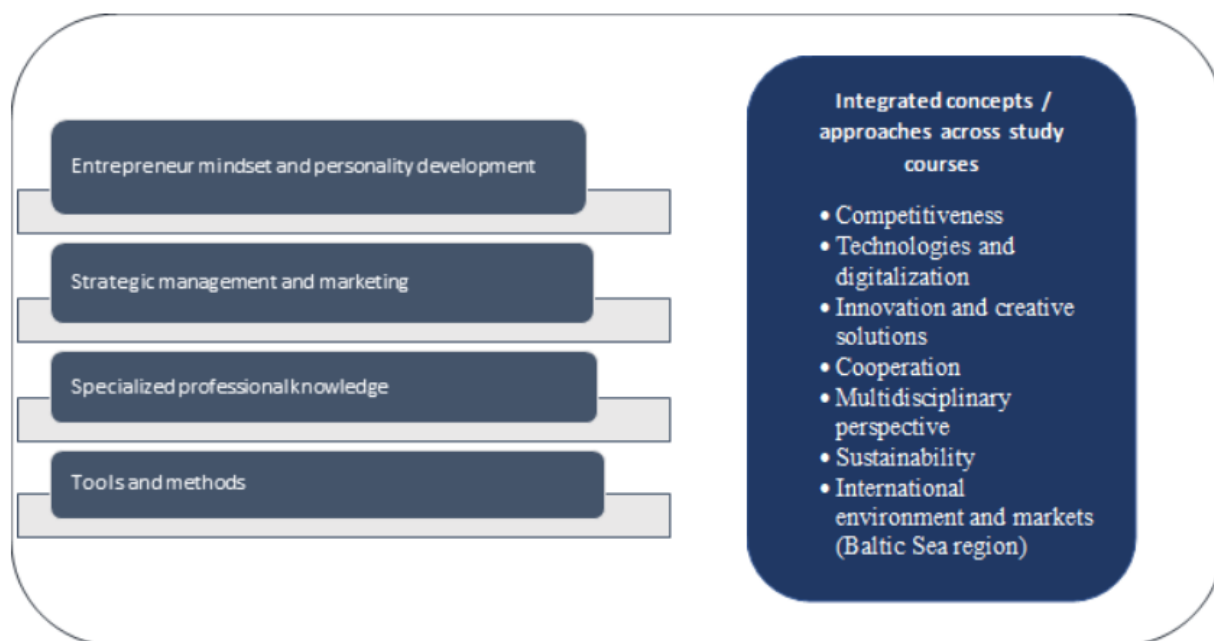 Entrepreneur mindset and personality development
Strategic management and marketing
Specialized professional knowledge
Tools and methods
Integrated concepts /
approaches across study
courses
• Competitiveness
• Technologies and
digitalization
• Innovation and creative
solutions
• Cooperation
• Multidisciplinary
perspective
• Sustainability
• International
environment and markets
(Baltic Sea region)